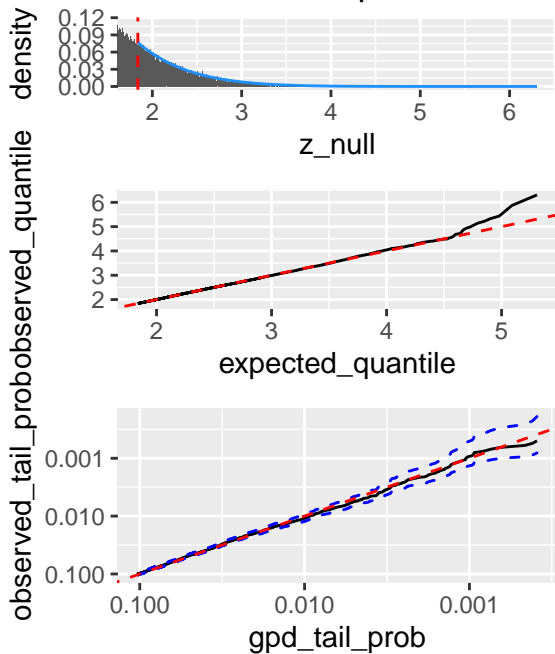 0.12
0.09
0.06
0.03
0.00
density
2 3 4 5 6
z_null
6
5
4
3
2
observed_quantile
2 3 4 5
expected_quantile
0.001
0.010
0.100
observed_tail_prob
0.100 0.010 0.001
gpd_tail_prob